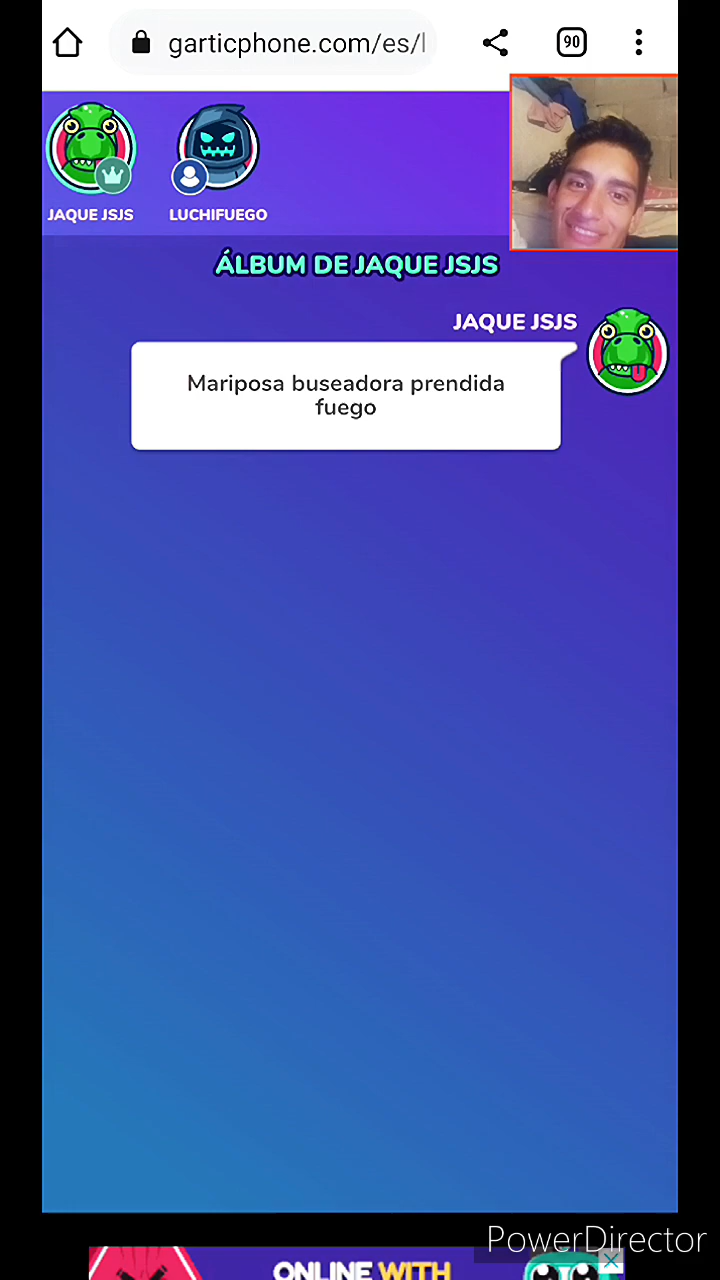 garticphone.com/es/l
90
JAQUE JSJS
LUCHIFUEGO
ÁLBUM DE JAQUE JSJS
JAQUE JSJS
Mariposa buseadora prendida
fuego
PowerDirector
ONLINE WITH